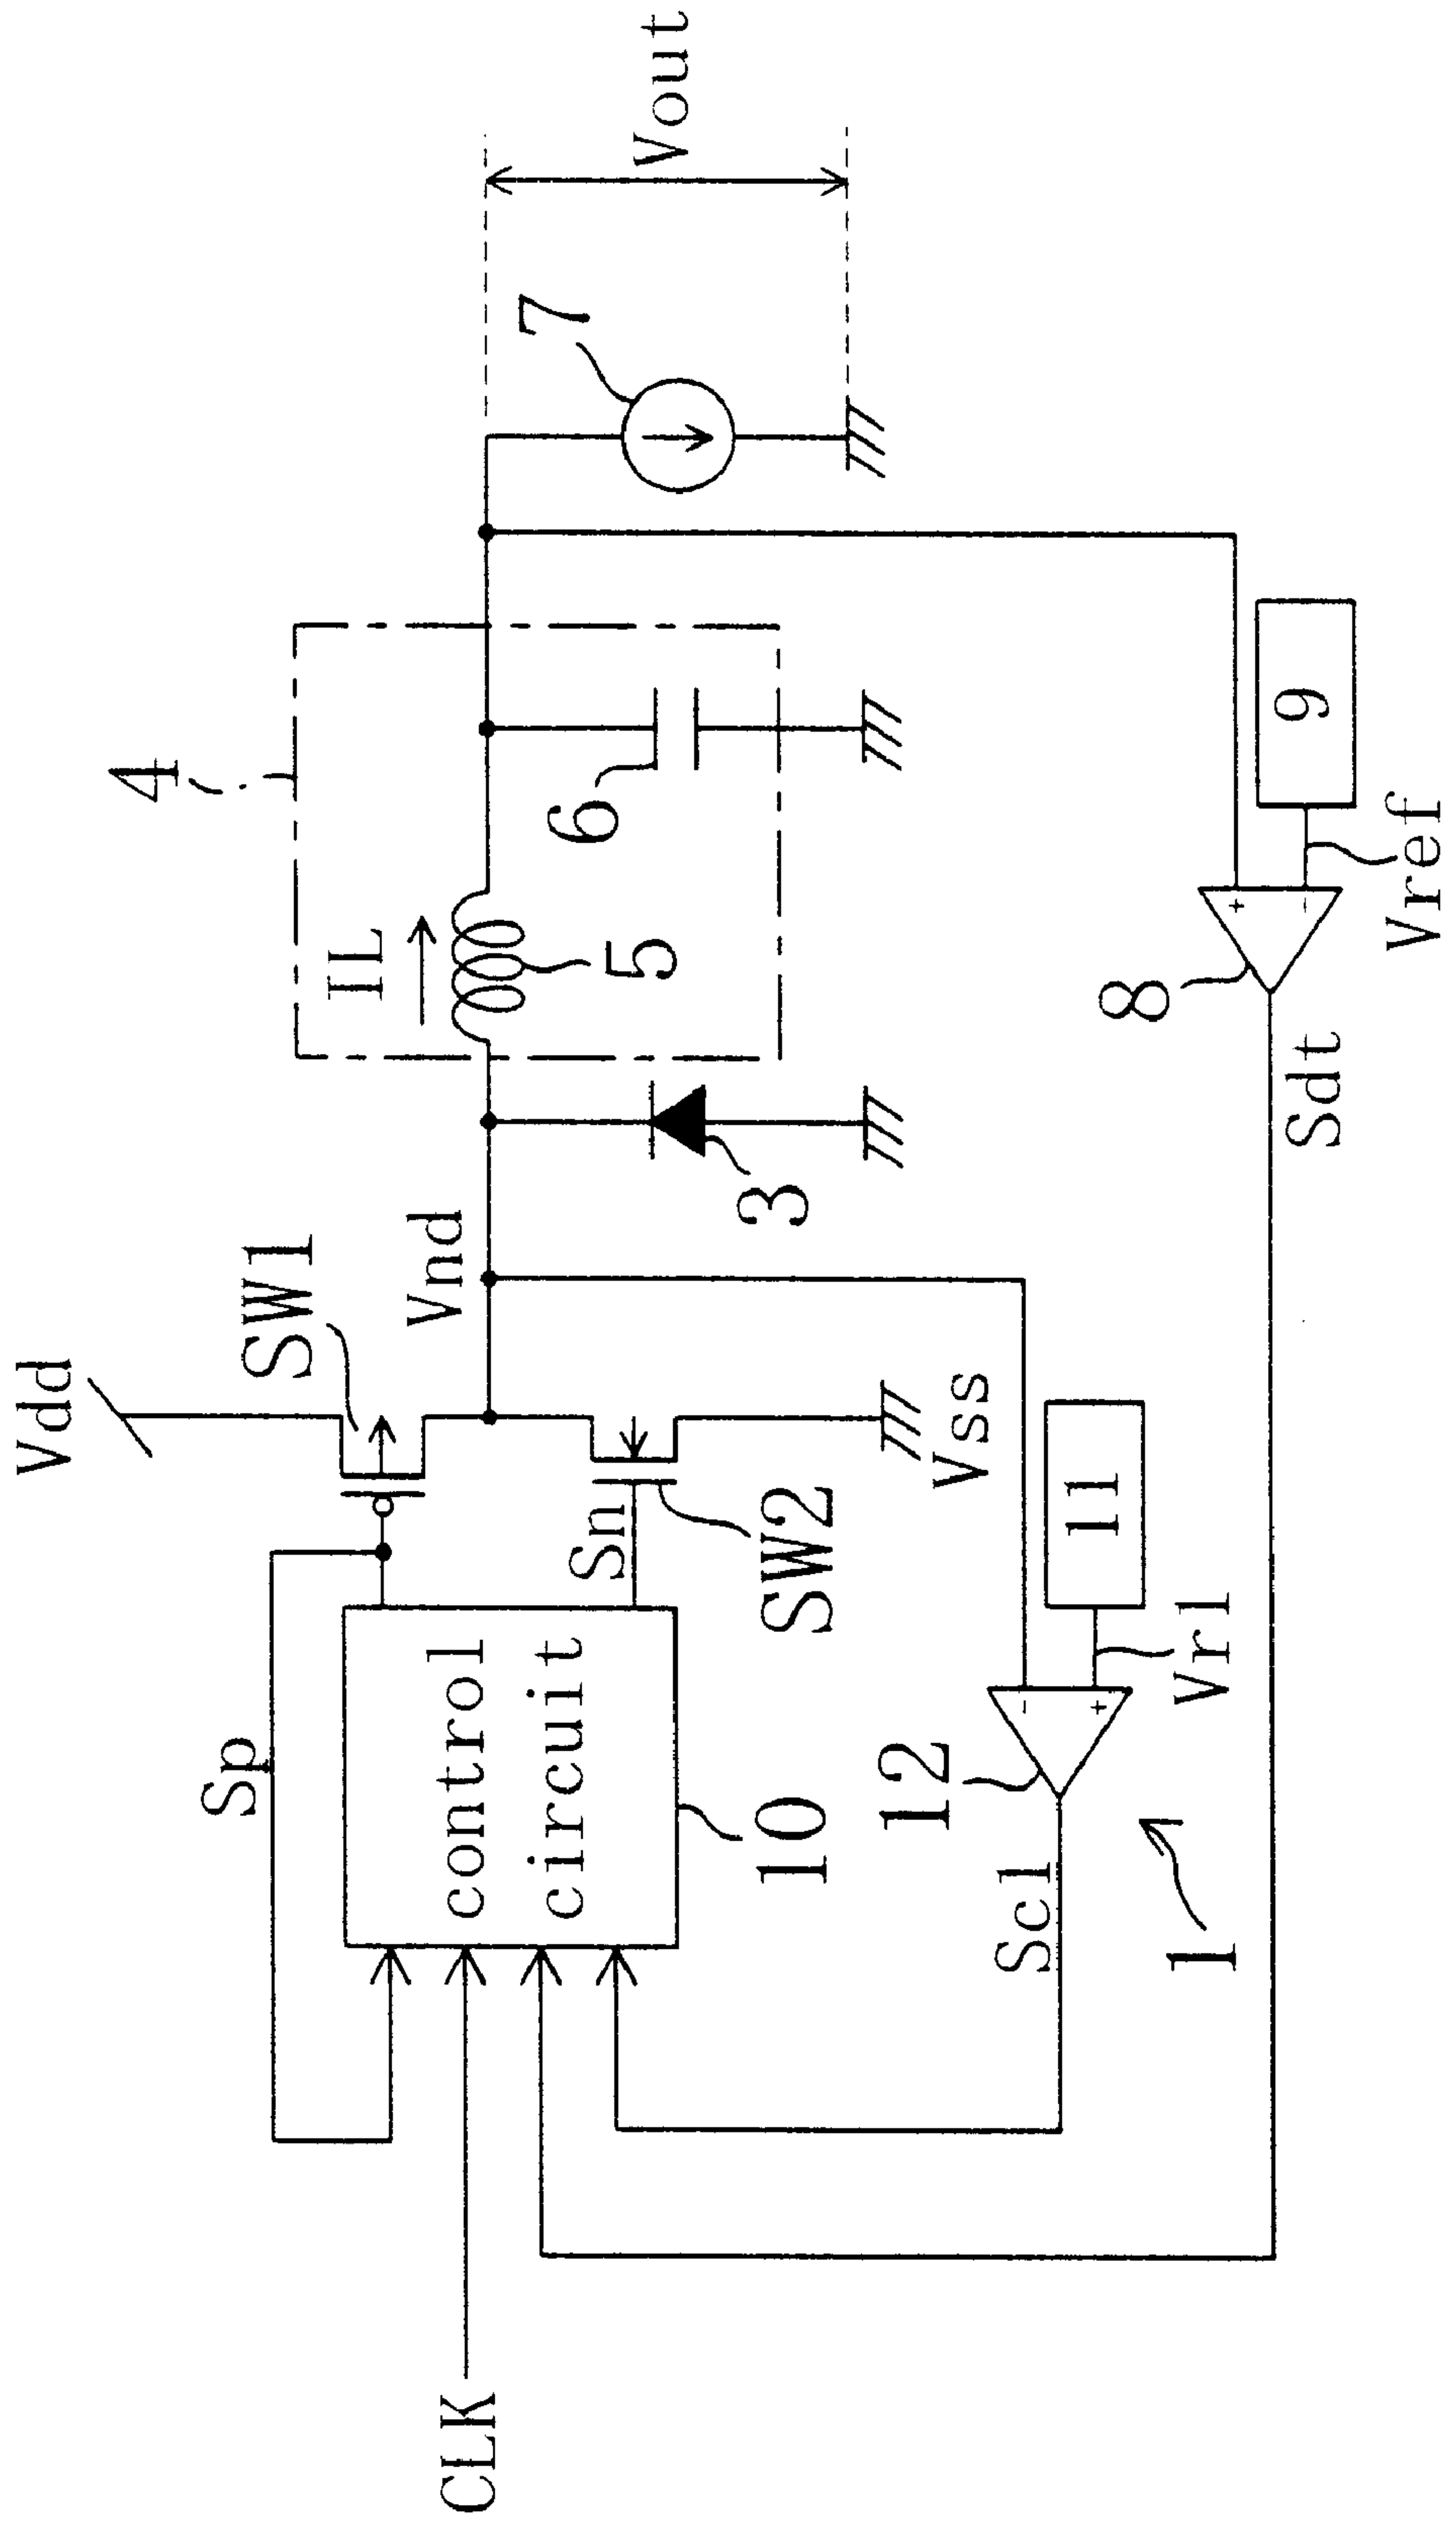 Vdd
SW1
Sp
4
IL
Vnd
5
6
7
Vout
control
circuit
Sn
SW2
3
10
CLK
Vss
12
11
Vr1
Sc1
1
8
9
Vref
Sdt
+
-
-
+